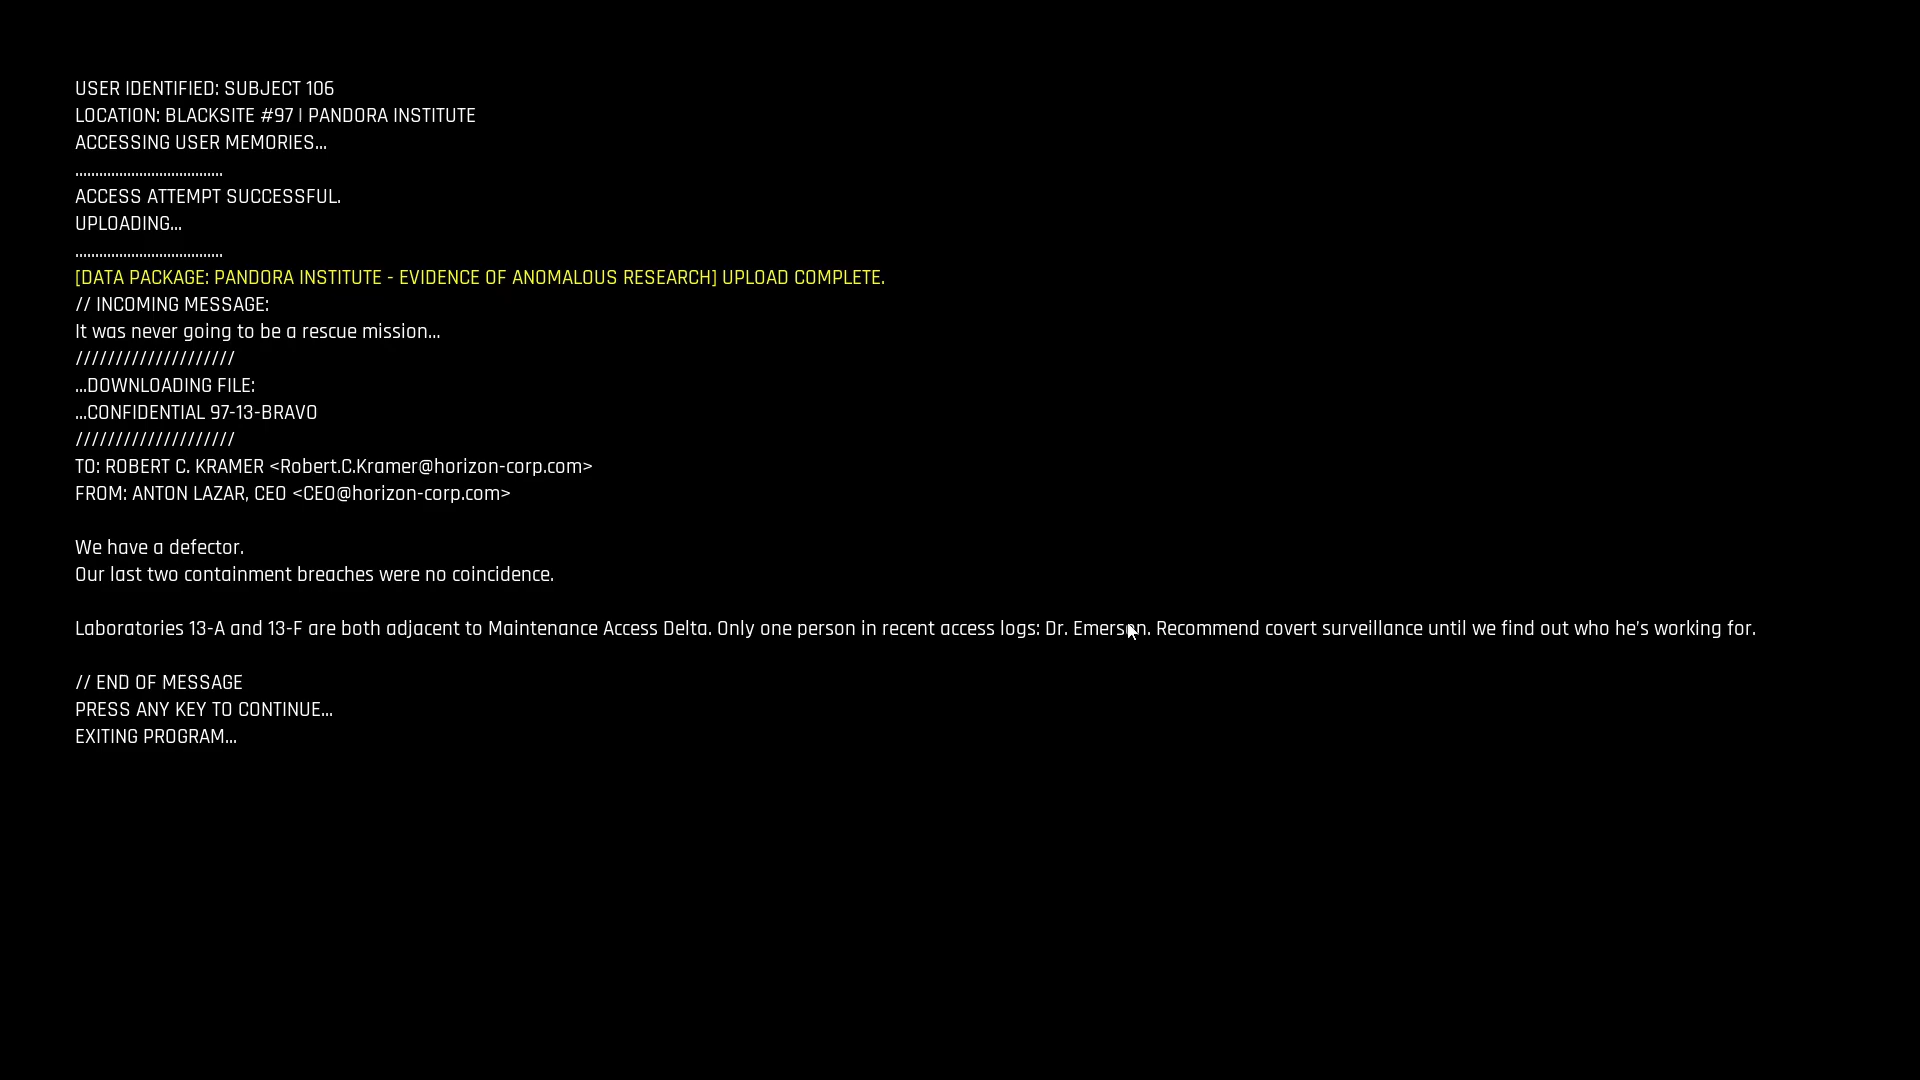 USER IDENTIFIED: SUBJECT 106
LOCATION: BLACKSITE #97 | PANDORA INSTITUTE
ACCESSING USER MEMORIES...
.....................................
ACCESS ATTEMPT SUCCESSFUL.
UPLOADING...
.....................................
[DATA PACKAGE: PANDORA INSTITUTE - EVIDENCE OF ANOMALOUS RESEARCH] UPLOAD COMPLETE.
// INCOMING MESSAGE:
It was never going to be a rescue mission...
////////////////////
...DOWNLOADING FILE:
...CONFIDENTIAL 97-13-BRAVO
////////////////////
TO: ROBERT C. KRAMER <Robert.C.Kramer@horizon-corp.com>
FROM: ANTON LAZAR, CEO <CEO@horizon-corp.com>
We have a defector.
Our last two containment breaches were no coincidence.
Laboratories 13-A and 13-F are both adjacent to Maintenance Access Delta. Only one person in recent access logs: Dr. Emerson. Recommend covert surveillance until we find out who he's working for.
// END OF MESSAGE
PRESS ANY KEY TO CONTINUE...
EXITING PROGRAM...